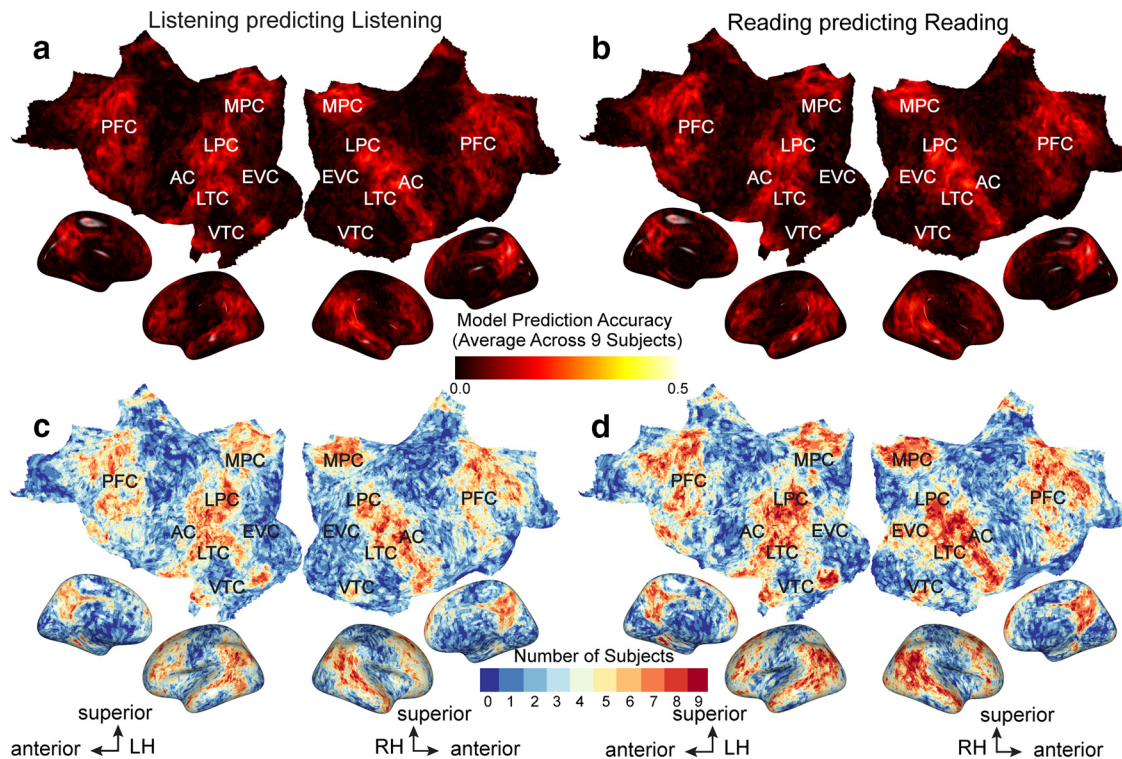 Listening predicting Listening
Reading predicting Reading
a
b
MPC
MPC
MPC
MPC
PFC
PFC
PFC
PFC
LPC
LPC
LPC
LPC
AC
EVC
EVC
AC
AC
EVC
EVC
AC
LTC
LTC
LTC
LTC
VTC
VTC
VTC
VTC
Model Prediction Accuracy
(Average Across 9 Subjects)
0.0
0.5
c
d
MPC
MPC
MPC
MPC
PFC
PFC
PFC
PFC
LPC
LPC
LPC
LPC
AC
EVC
EVC
AC
AC
EVC
EVC
AC
LTC
LTC
LTC
LTC
VTC
VTC
VTC
VTC
Number of Subjects
0 1 2 3 4 5 6 7 8 9
superior
anterior LH
superior
RH anterior
superior
anterior LH
superior
RH anterior